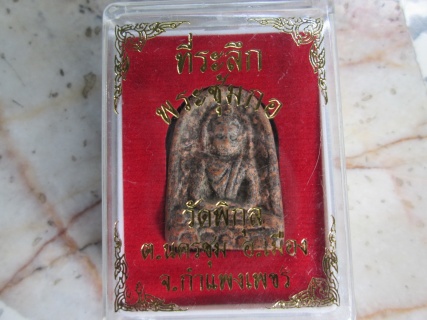 ที่ระลึก
พระซุ้มกอ
วัดพิกุล
ต.นครชุม อ.เมือง
จ.กำแพงเพชร